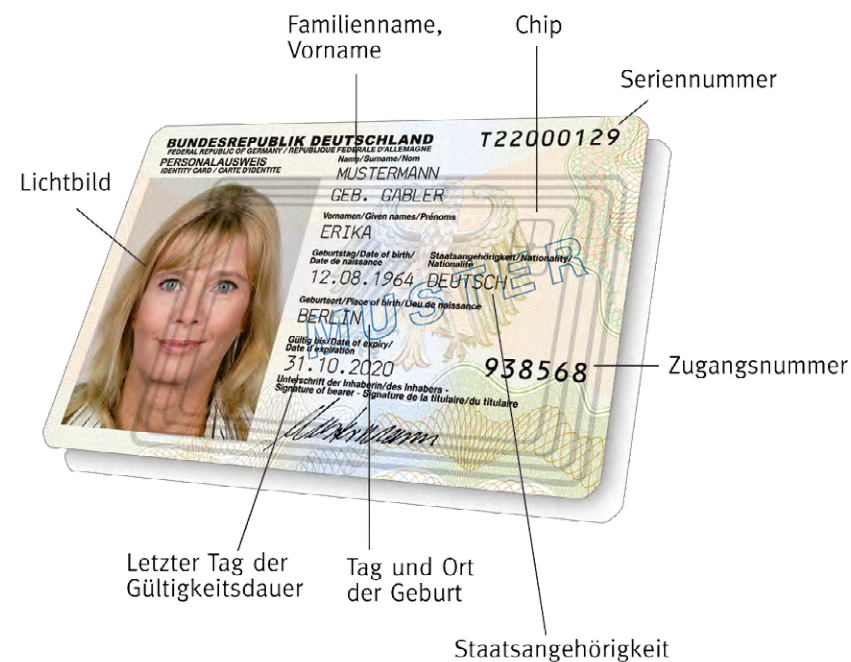 Familienname,
Vorname
Chip
Seriennummer
Lichtbild
BUNDESREPUBLIK DEUTSCHLAND
FEDERAL REPUBLIC OF GERMANY / REPUBLIQUE FEDERALE D'ALLEMAGNE
T22000129
PERSONALAUSWEIS
IDENTITY CARD / CARTE D'IDENTITE
Name/Surname/Nom
MUSTERMANN
GEB. GABLER
Vornamen/Given names/Prénoms
ERIKA
Geburtstag/Date of birth/
Date de naissance
Staatsangehörigkeit/Nationality/
Nationalité
12.08.1964 DEUTSCH
Geburtsort/Place of birth/Lieu de naissance
BERLIN
MUSTER
Gültig bis/Date of expiry/
Date d'expiration
31.10.2020
938568
Unterschrift der Inhaberin/des Inhabers -
Signature of bearer - Signature de la titulaire/du titulaire
Mustermann
Zugangsnummer
Letzter Tag der
Gültigkeitsdauer
Tag und Ort
der Geburt
Staatsangehörigkeit